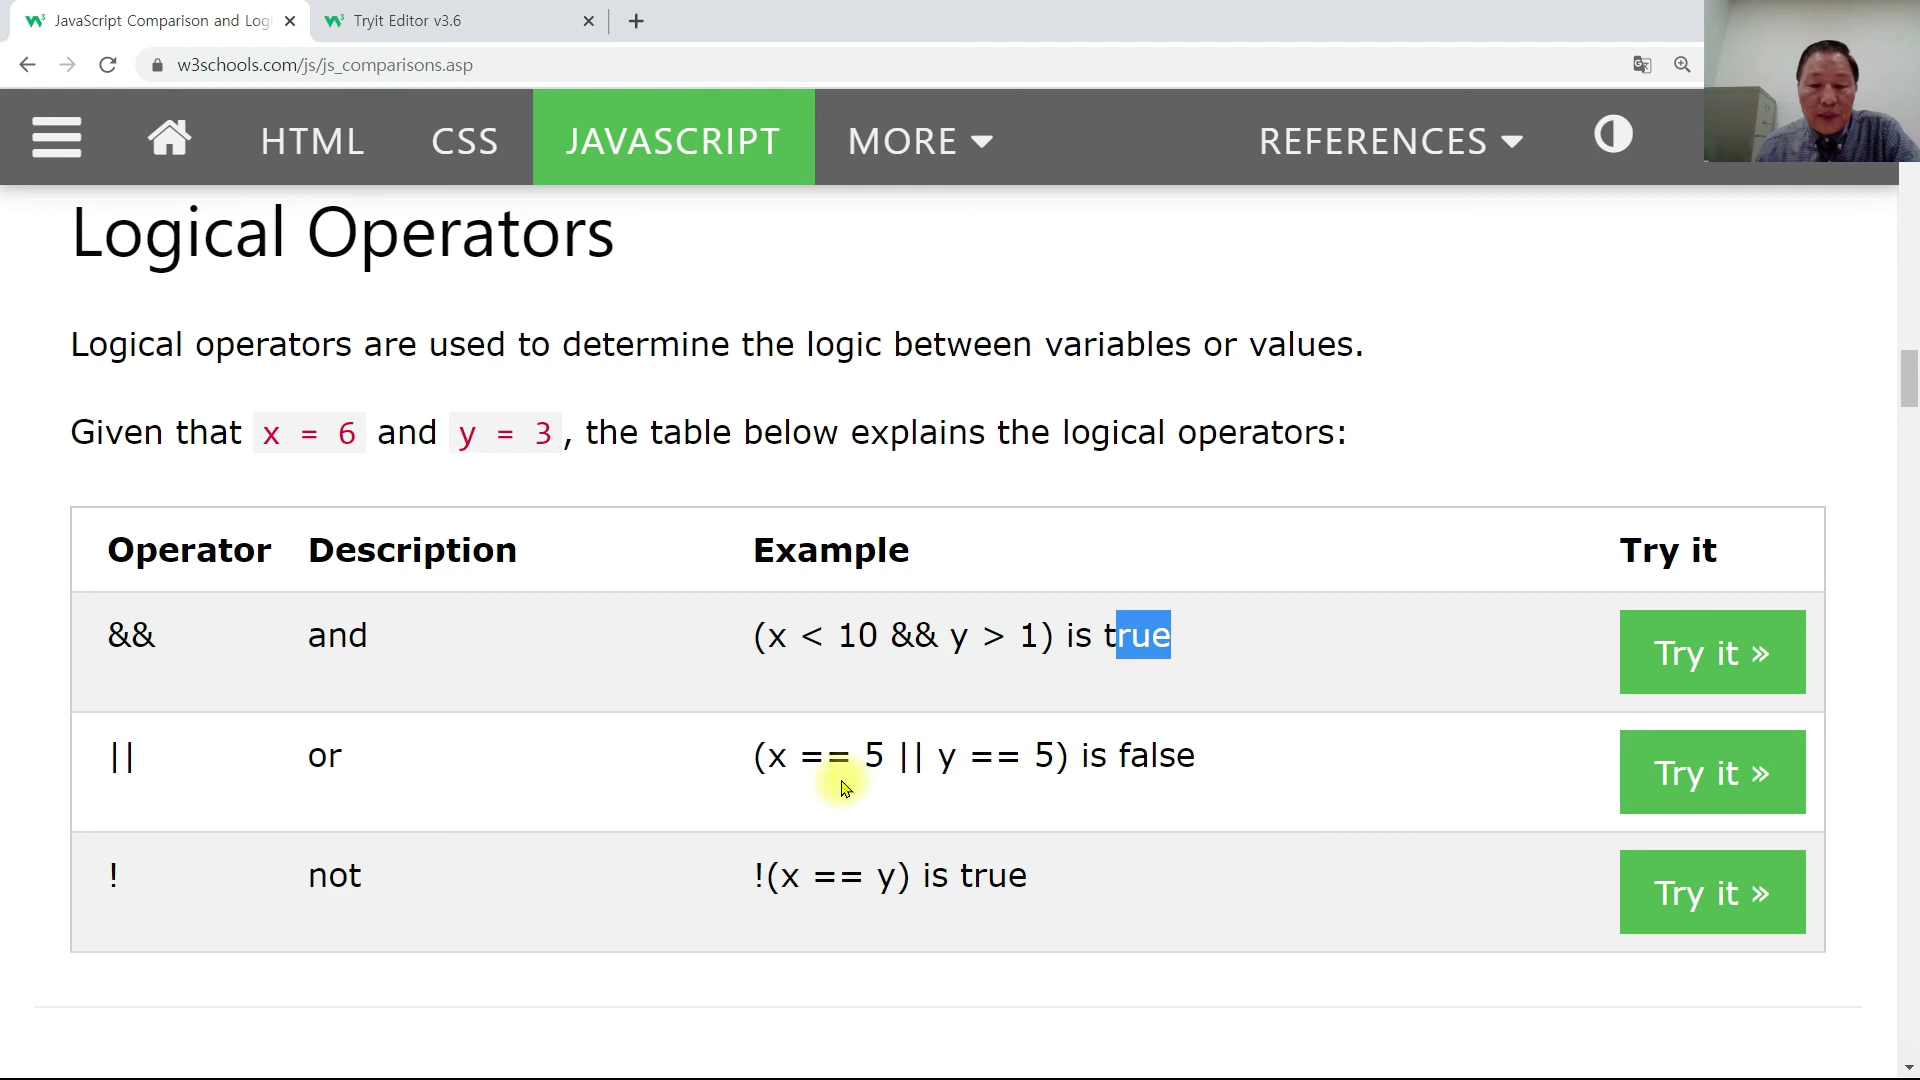 JavaScript Comparison and Log
Tryit Editor v3.6
w3schools.com/js/js_comparisons.asp
HTML CSS JAVASCRIPT MORE REFERENCES
Logical Operators
Logical operators are used to determine the logic between variables or values.
Given that x = 6 and y = 3, the table below explains the logical operators:
Operator Description Example Try it
&& and (x < 10 && y > 1) is true Try it »
|| or (x == 5 || y == 5) is false Try it »
! not !(x == y) is true Try it »